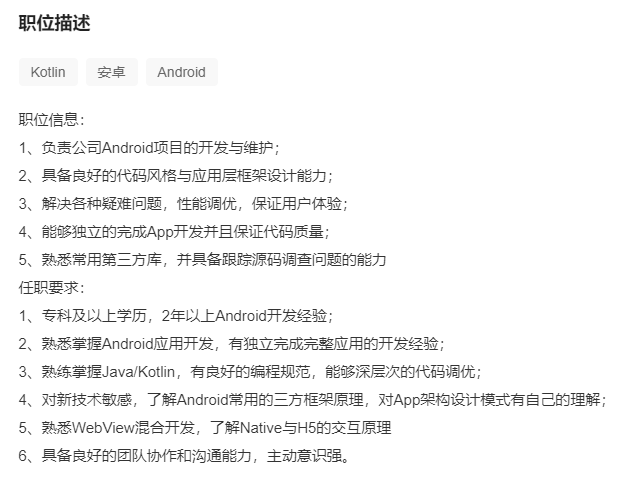 职位描述
Kotlin 安卓 Android
职位信息：
1、负责公司Android项目的开发与维护；
2、具备良好的代码风格与应用层框架设计能力；
3、解决各种疑难问题，性能调优，保证用户体验；
4、能够独立的完成App开发并且保证代码质量；
5、熟悉常用第三方库，并具备跟踪源码调查问题的能力
任职要求：
1、专科及以上学历，2年以上Android开发经验；
2、熟悉掌握Android应用开发，有独立完成完整应用的开发经验；
3、熟练掌握Java/Kotlin，有良好的编程规范，能够深层次的代码调优；
4、对新技术敏感，了解Android常用的三方框架原理，对App架构设计模式有自己的理解；
5、熟悉WebView混合开发，了解Native与H5的交互原理
6、具备良好的团队协作和沟通能力，主动意识强。